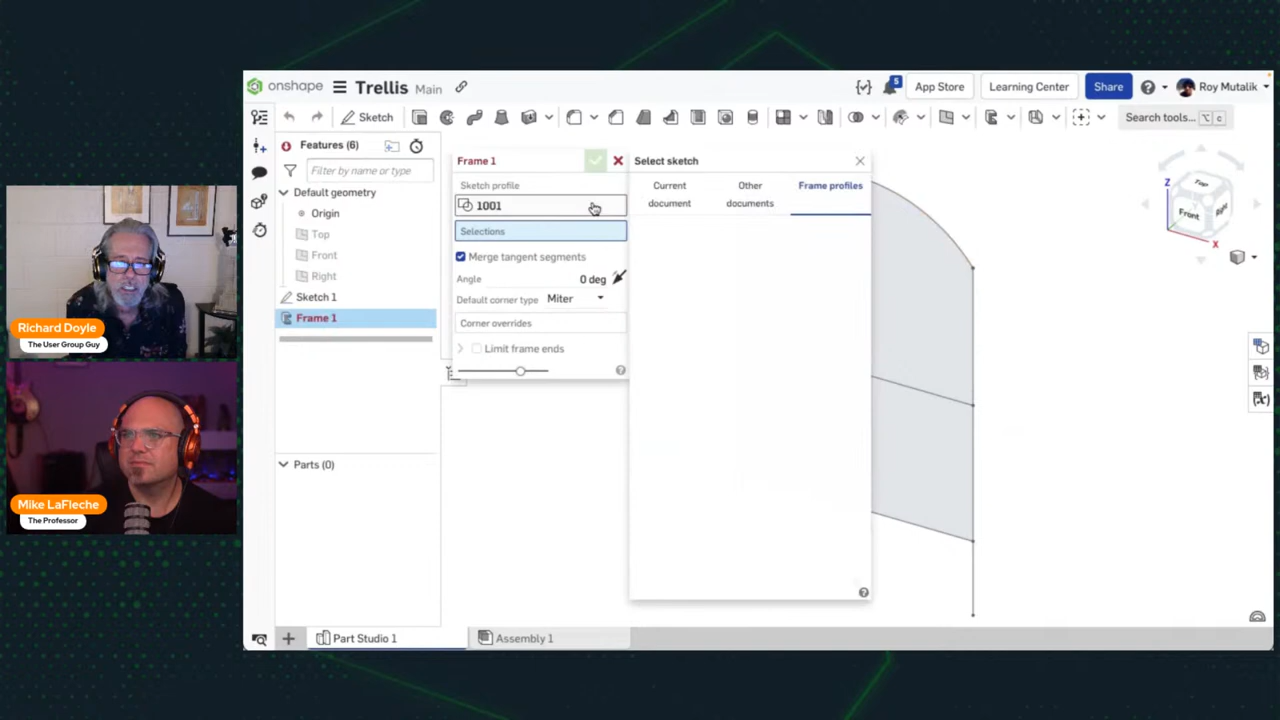 onshape Trellis Main
5
App Store
Learning Center
Share
Roy Mutalik
Sketch
Search tools...
⌥ c
Features (6)
Filter by name or type
Default geometry
Origin
Top
Front
Right
Sketch 1
Frame 1
Parts (0)
Frame 1
Sketch profile
1001
Selections
Merge tangent segments
Angle
0 deg
Default corner type
Miter
Corner overrides
Limit frame ends
Select sketch
Current
document
Other
documents
Frame profiles
Z
Top
Front
Right
X
(x)
Richard Doyle
The User Group Guy
Mike LaFleche
The Professor
Part Studio 1
Assembly 1